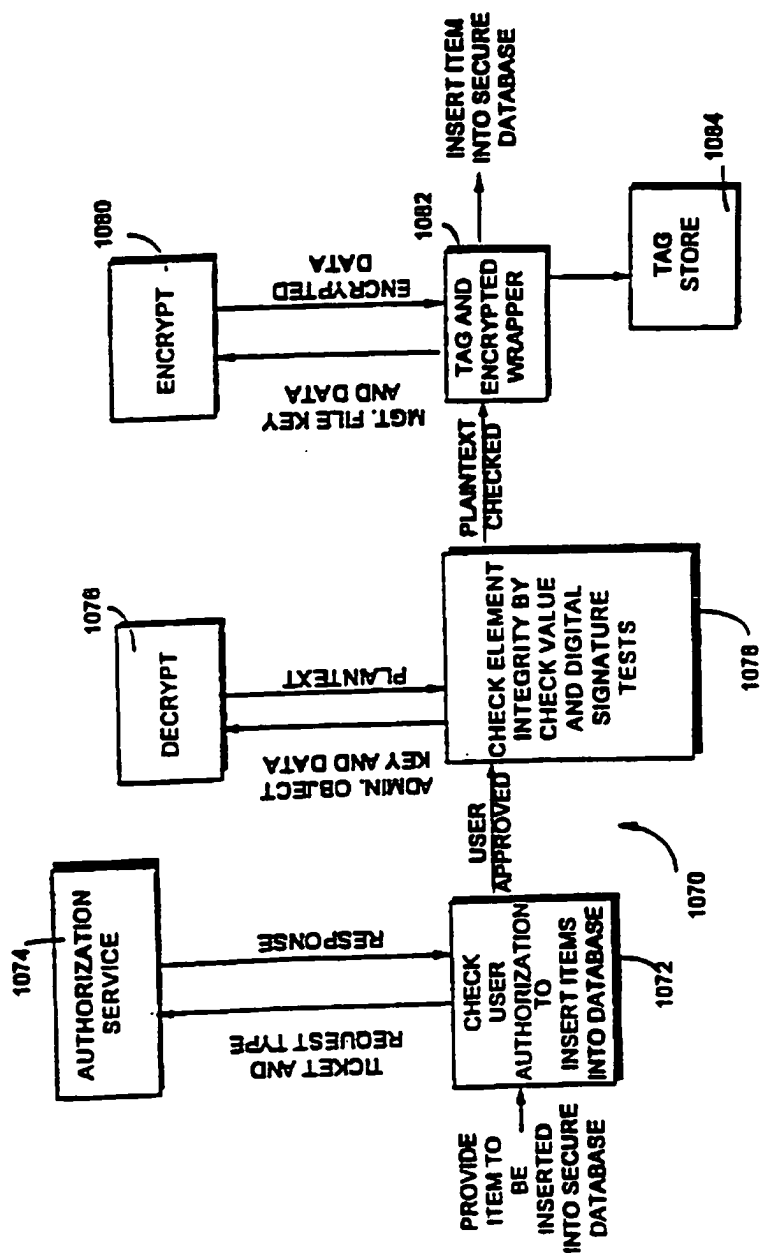 1074
AUTHORIZATION
SERVICE
TICKET AND
REQUEST TYPE
RESPONSE
PROVIDE
ITEM TO
BE
INSERTED
INTO SECURE
DATABASE
CHECK
USER
AUTHORIZATION
TO
INSERT ITEMS
INTO DATABASE
1072
USER
APPROVED
1070
1076
DECRYPT
ADMIN. OBJECT
KEY AND DATA
PLAINTEXT
CHECK ELEMENT
INTEGRITY BY
CHECK VALUE
AND DIGITAL
SIGNATURE
TESTS
1078
PLAINTEXT
CHECKED
1080
ENCRYPT
MGT. FILE KEY
AND DATA
ENCRYPTED
DATA
1082
TAG AND
ENCRYPTED
WRAPPER
INSERT ITEM
INTO SECURE
DATABASE
TAG
STORE
1084